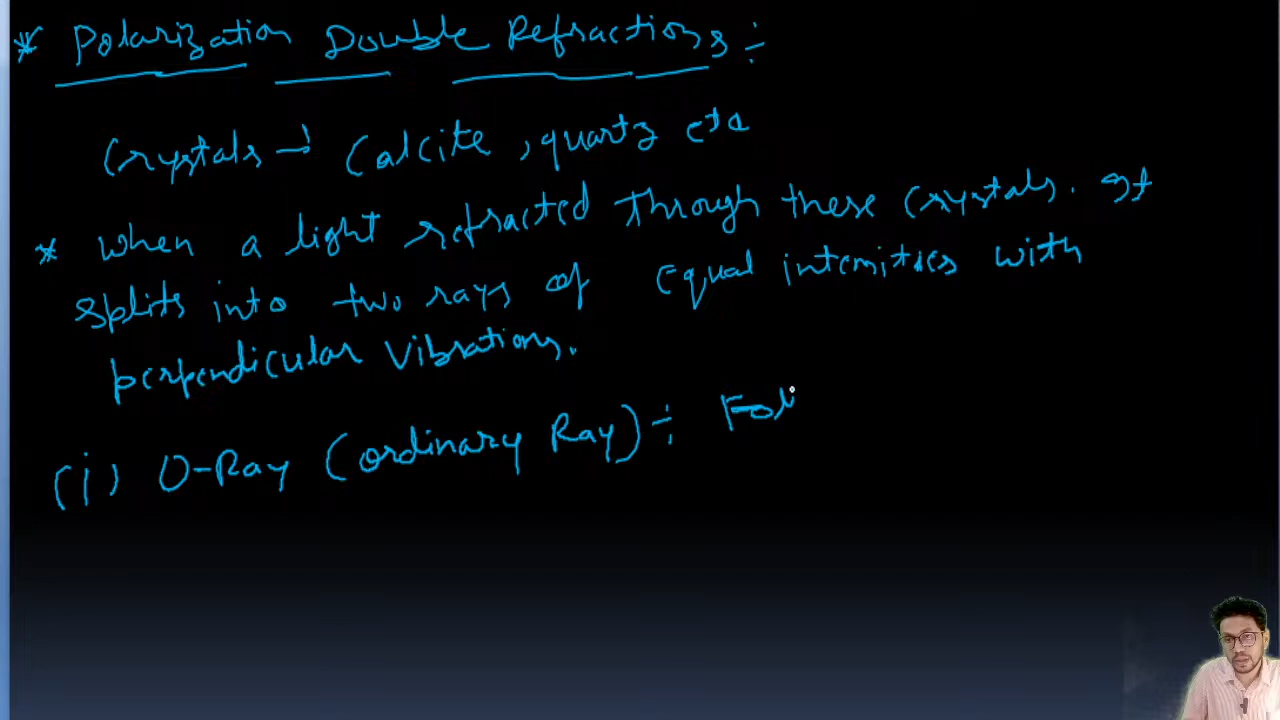 * Polarization Double Refractions ÷
Crystals → Calcite, quartz etc
* when a light refracted through these crystals. It
splits into two rays of equal intensities with
perpendicular vibrations.
(i) O-Ray (ordinary Ray) ÷ Fol